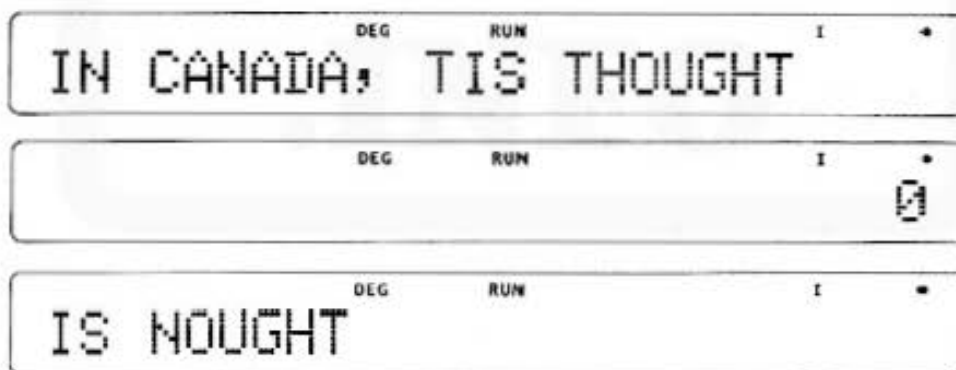 DEG RUN I
IN CANADA, TIS THOUGHT
DEG RUN I
0
DEG RUN I
IS NOUGHT